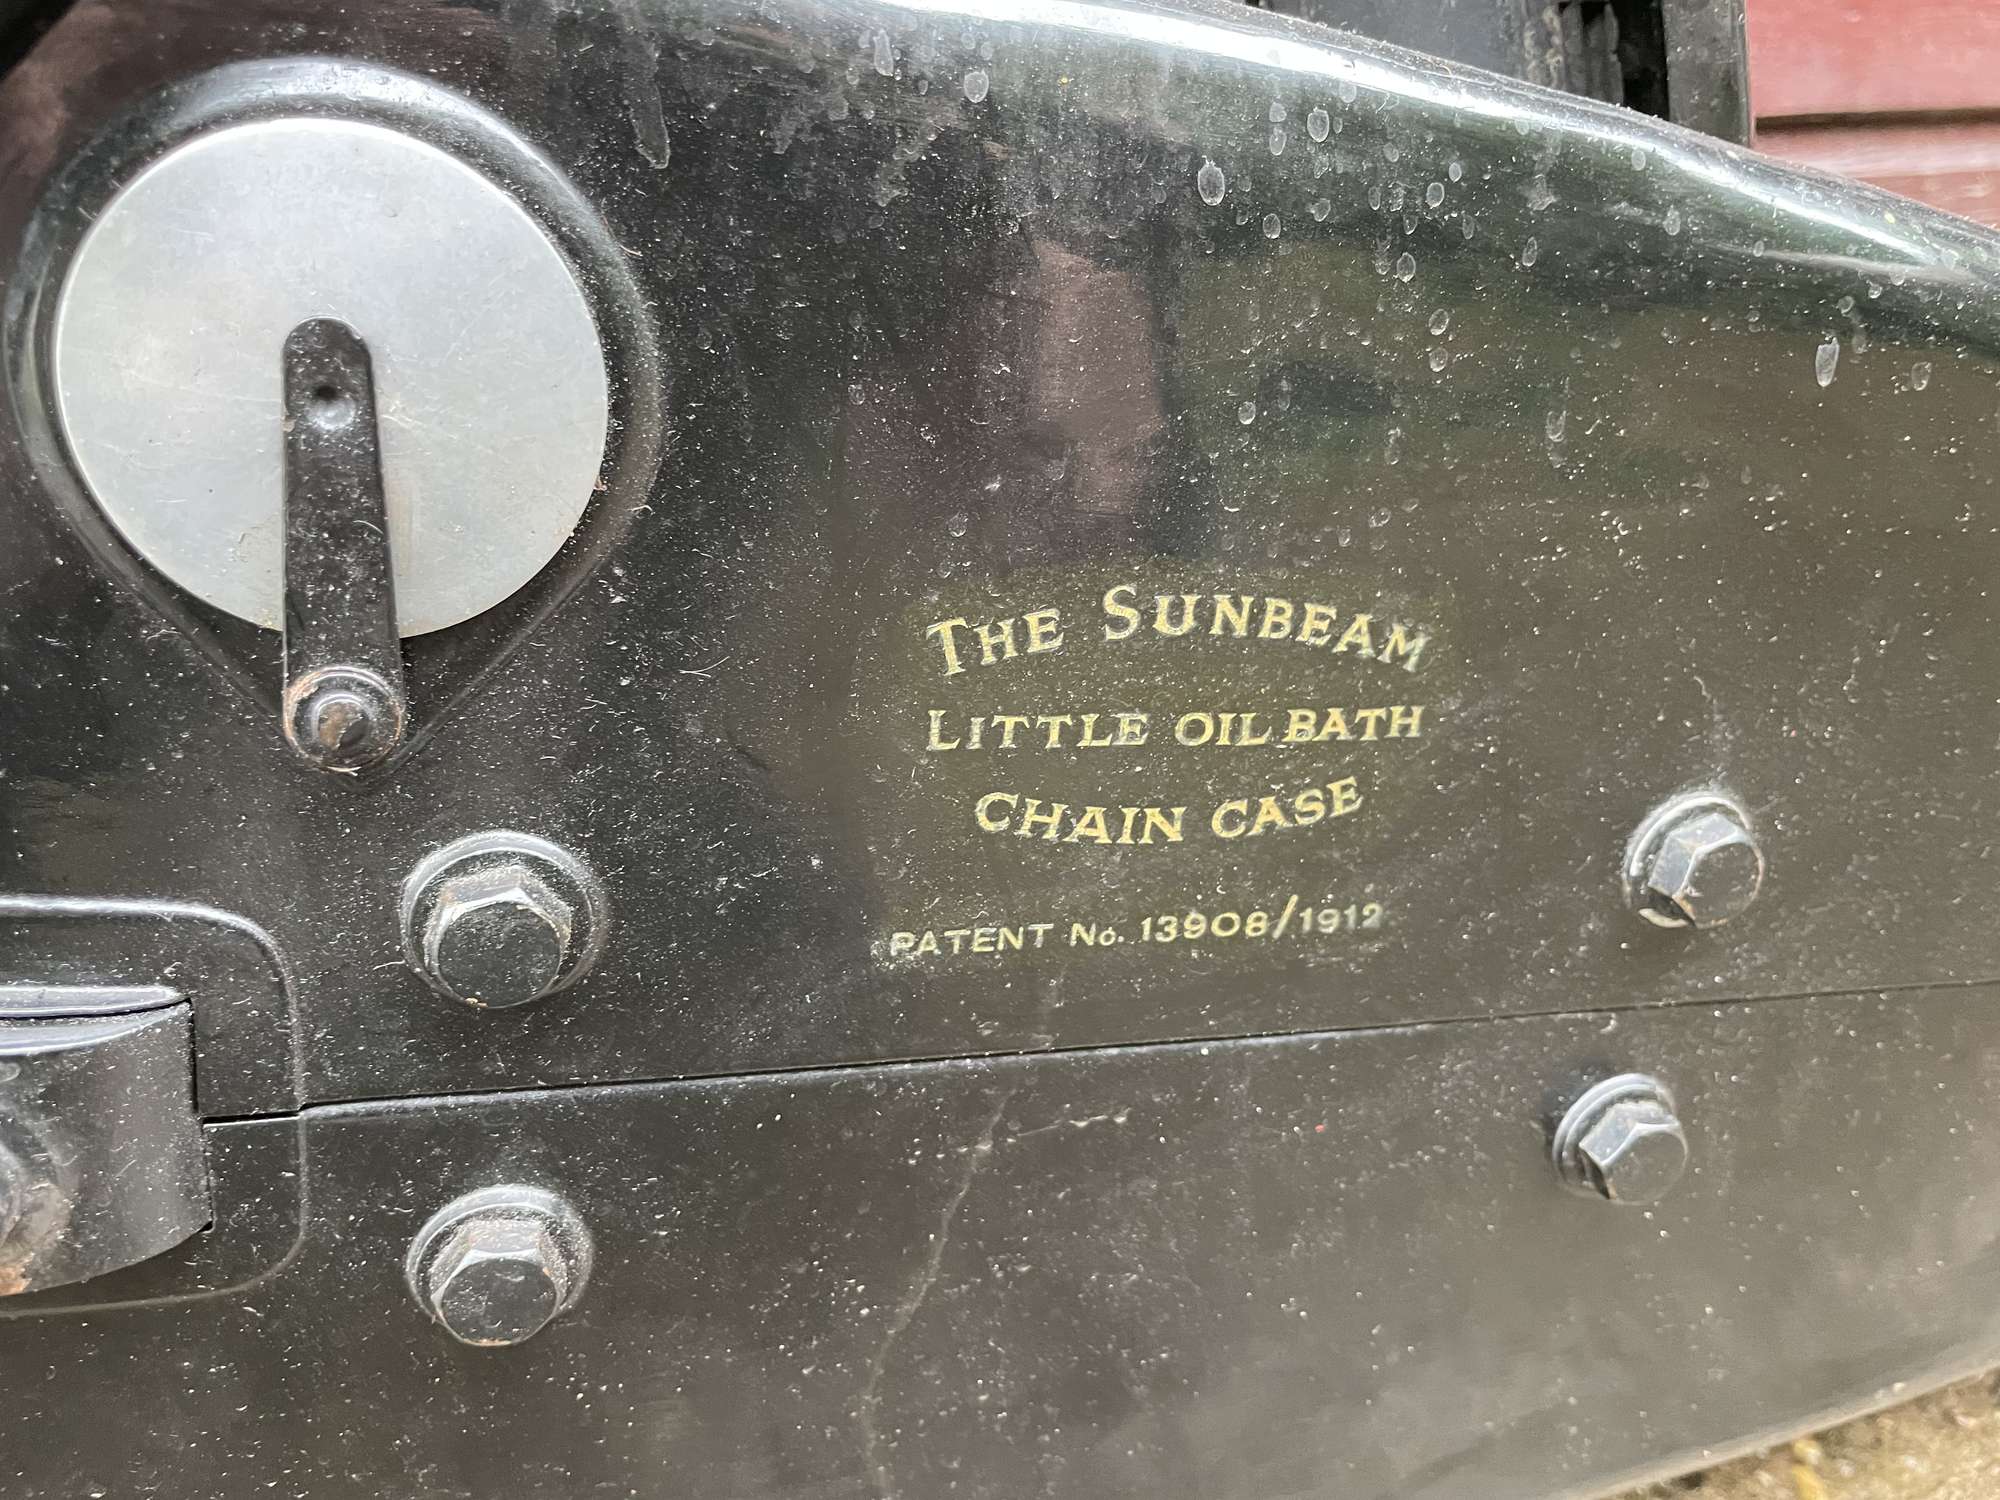 THE SUNBEAM
LITTLE OIL BATH
CHAIN CASE
PATENT No. 13908/1912